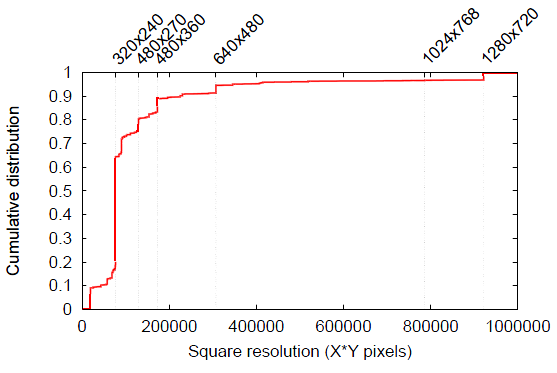 320x240
480x270
480x360
640x480
1024x768
1280x720
1
0.9
0.8
0.7
0.6
0.5
0.4
0.3
0.2
0.1
0
Cumulative distribution
0 200000 400000 600000 800000 1000000
Square resolution (X*Y pixels)